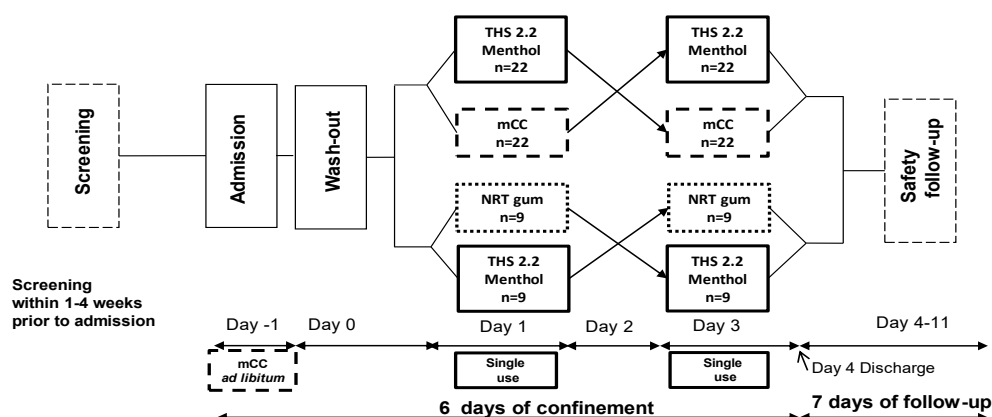 Screening
Admission
Wash-out
THS 2.2
Menthol
n=22
mCC
n=22
NRT gum
n=9
THS 2.2
Menthol
n=9
THS 2.2
Menthol
n=22
mCC
n=22
NRT gum
n=9
THS 2.2
Menthol
n=9
Safety
follow-up
Screening
within 1-4 weeks
prior to admission
Day -1
Day 0
Day 1
Day 2
Day 3
Day 4-11
mCC
ad libitum
Single
use
Single
use
Day 4 Discharge
6 days of confinement
7 days of follow-up